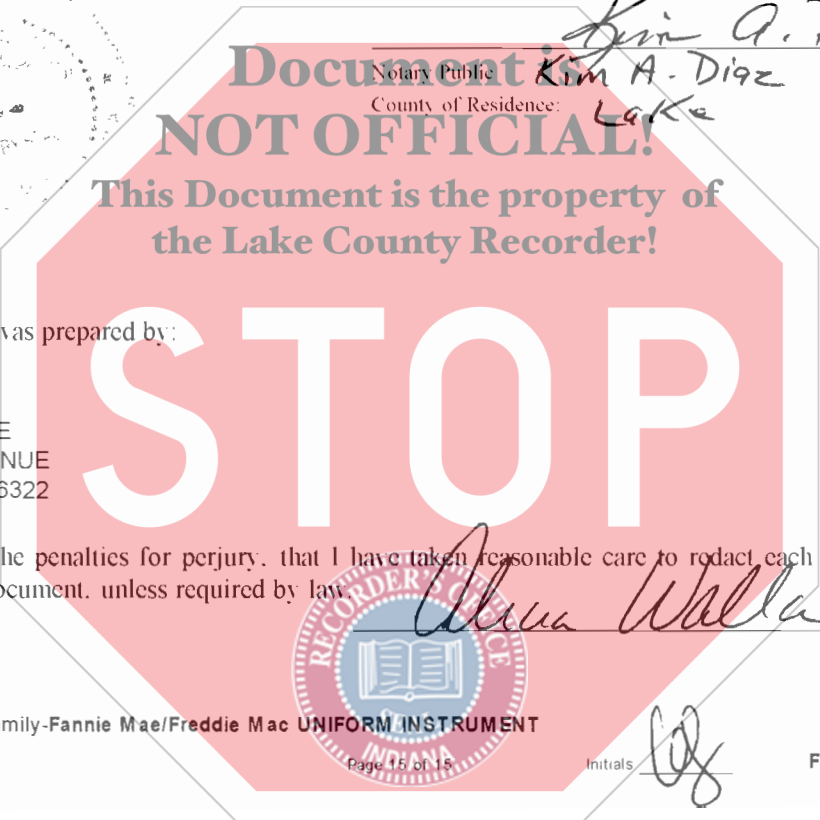 Kim A.
Document is
Notary Public Kim A. Diaz
County of Residence: Lake
NOT OFFICIAL!
This Document is the property of
the Lake County Recorder!
was prepared by:
STOP
E
NUE
6322
he penalties for perjury, that I have taken reasonable care to redact each
ocument, unless required by law.
Walla
RECORDER'S OFFICE
SEAL
INDIANA
mily-Fannie Mae/Freddie Mac UNIFORM INSTRUMENT
Page 15 of 15
Initials
F